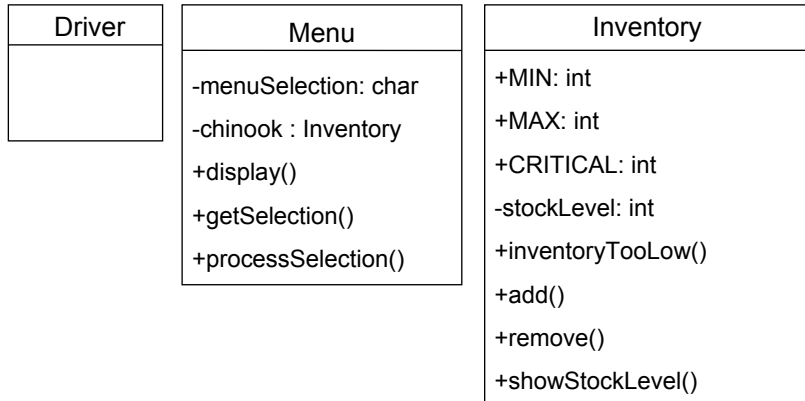 Driver
Menu
-menuSelection: char
-chinook : Inventory
+display()
+getSelection()
+processSelection()
Inventory
+MIN: int
+MAX: int
+CRITICAL: int
-stockLevel: int
+inventoryTooLow()
+add()
+remove()
+showStockLevel()